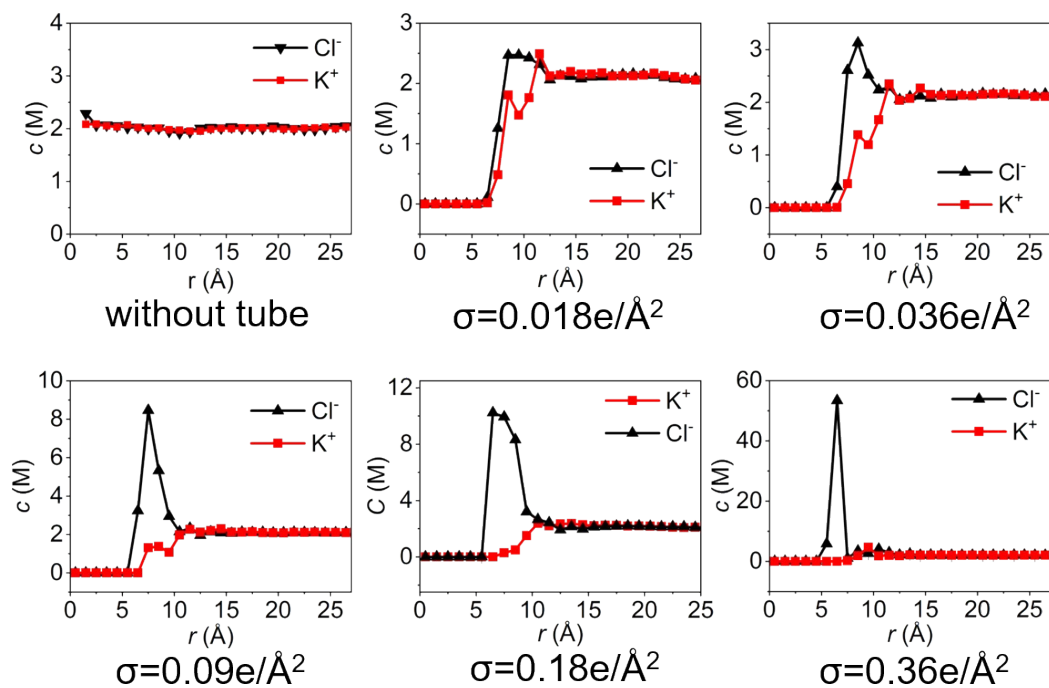 4
3
2
1
0
c (M)
0 5 10 15 20 25
r (Å)
Cl-
K+
without tube
3
2
1
0
c (M)
0 5 10 15 20 25
r (Å)
Cl-
K+
σ=0.018e/Å2
3
2
1
0
c (M)
0 5 10 15 20 25
r (Å)
Cl-
K+
σ=0.036e/Å2
10
8
6
4
2
0
c (M)
0 5 10 15 20 25
r (Å)
Cl-
K+
σ=0.09e/Å2
12
8
4
0
C (M)
0 5 10 15 20 25
r (Å)
K+
Cl-
σ=0.18e/Å2
60
40
20
0
c (M)
0 5 10 15 20 25
r (Å)
Cl-
K+
σ=0.36e/Å2